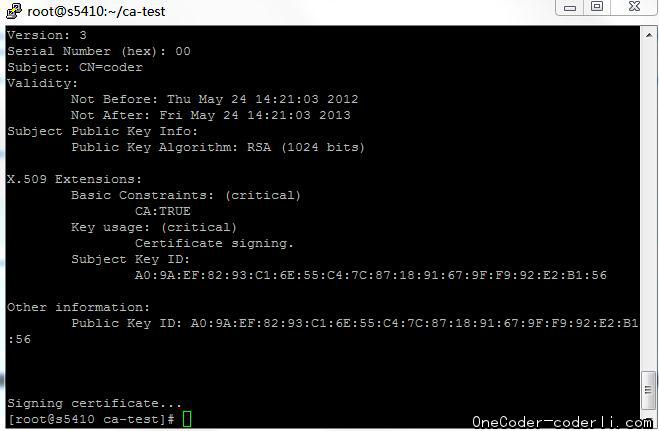 root@s5410:~/ca-test
Version: 3
Serial Number (hex): 00
Subject: CN=coder
Validity:
Not Before: Thu May 24 14:21:03 2012
Not After: Fri May 24 14:21:03 2013
Subject Public Key Info:
Public Key Algorithm: RSA (1024 bits)
X.509 Extensions:
Basic Constraints: (critical)
CA:TRUE
Key usage: (critical)
Certificate signing.
Subject Key ID:
A0:9A:EF:82:93:C1:6E:55:C4:7C:87:18:91:67:9F:F9:92:E2:B1:56
Other information:
Public Key ID: A0:9A:EF:82:93:C1:6E:55:C4:7C:87:18:91:67:9F:F9:92:E2:B1
:56
Signing certificate...
[root@s5410 ca-test]#
OneCoder-coderli.com